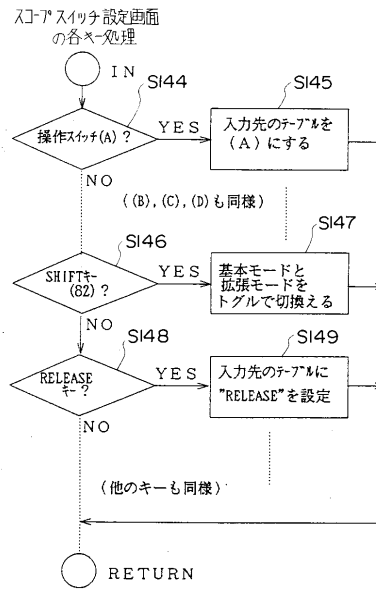 スコープスイッチ設定画面
の各キー処理
IN
S144
操作スイッチ(A)?
YES
S145
入力先のテーブルを
(A)にする
NO
((B),(C),(D)も同様)
S146
SHIFTキー
(82)?
YES
S147
基本モードと
拡張モードを
トグルで切換える
NO
S148
RELEASE
キー?
YES
S149
入力先のテーブルに
"RELEASE"を設定
NO
(他のキーも同様)
RETURN